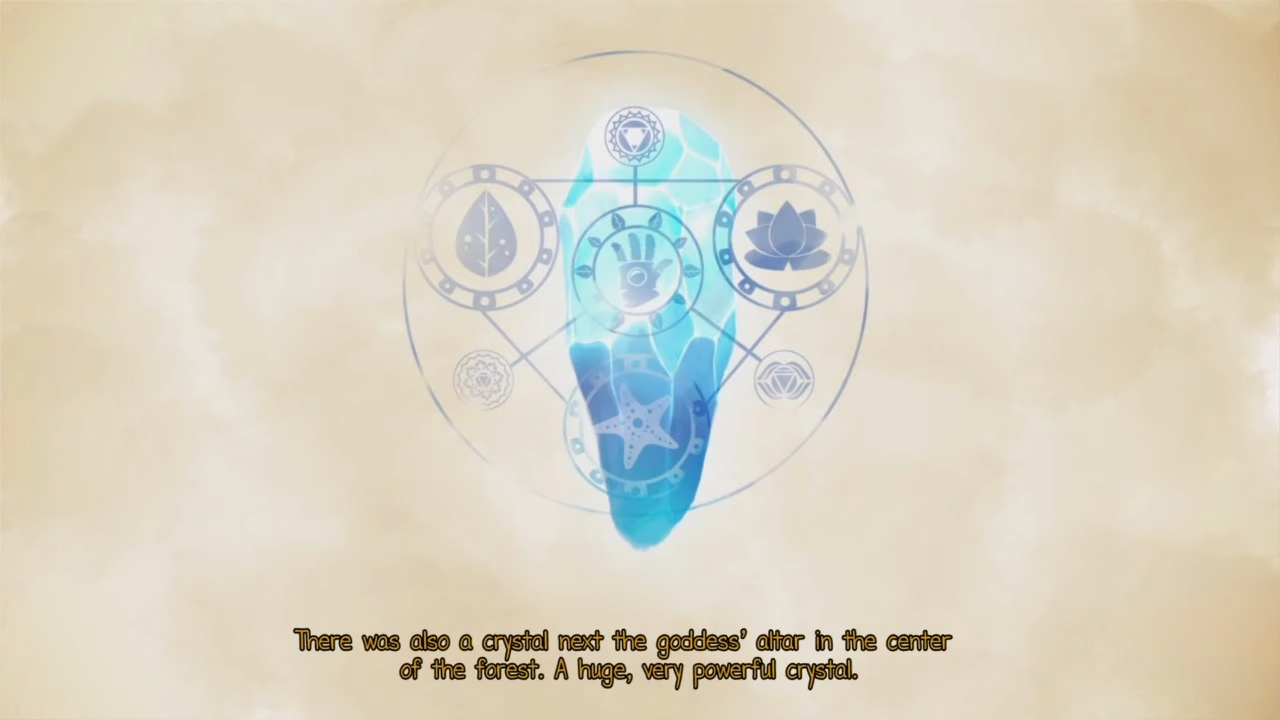 There was also a crystal next the goddess' altar in the center
of the forest. A huge, very powerful crystal.